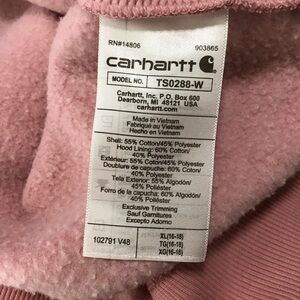 RN#14806 903865
carhartt
MODEL NO. TS0288-W
Carhartt, Inc. P.O. Box 600
Dearborn, MI 48121 USA
Made in Vietnam
Fabriqué au Vietnam
Hecho en Vietnam
Shell: 55% Cotton/45% Polyester
Hood Lining: 60% Cotton/
40% Polyester
Extérieur: 55% Coton/45% Polyester
Doublure de capuche: 60% Coton/
40% Polyester
Tela Exterior: 55% Algodón/
45% Poliéster
Forro de la capucha: 60% Algodón/
40% Poliéster
Exclusive Trimming
Sauf Garnitures
Excepto Adorno
102791 V48
XL(16-18)
TG(16-18)
XG(16-18)